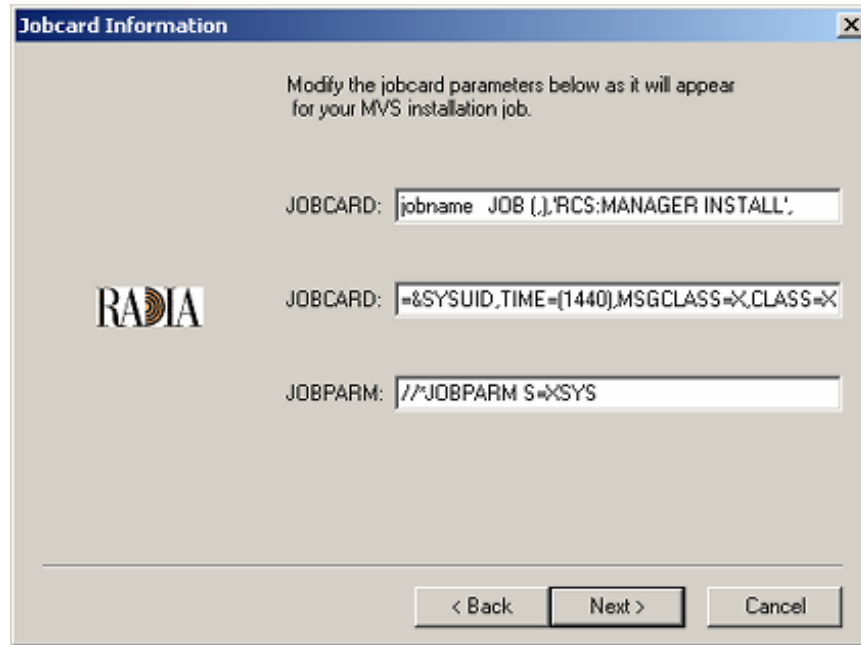 Jobcard Information
Modify the jobcard parameters below as it will appear
for your MVS installation job.
JOBCARD: jobname JOB (,),'RCS:MANAGER INSTALL',
RADIA
JOBCARD: =&SYSUID,TIME=(1440),MSGCLASS=X,CLASS=X
JOBPARM: //*JOBPARM S=XSYS
< Back
Next >
Cancel